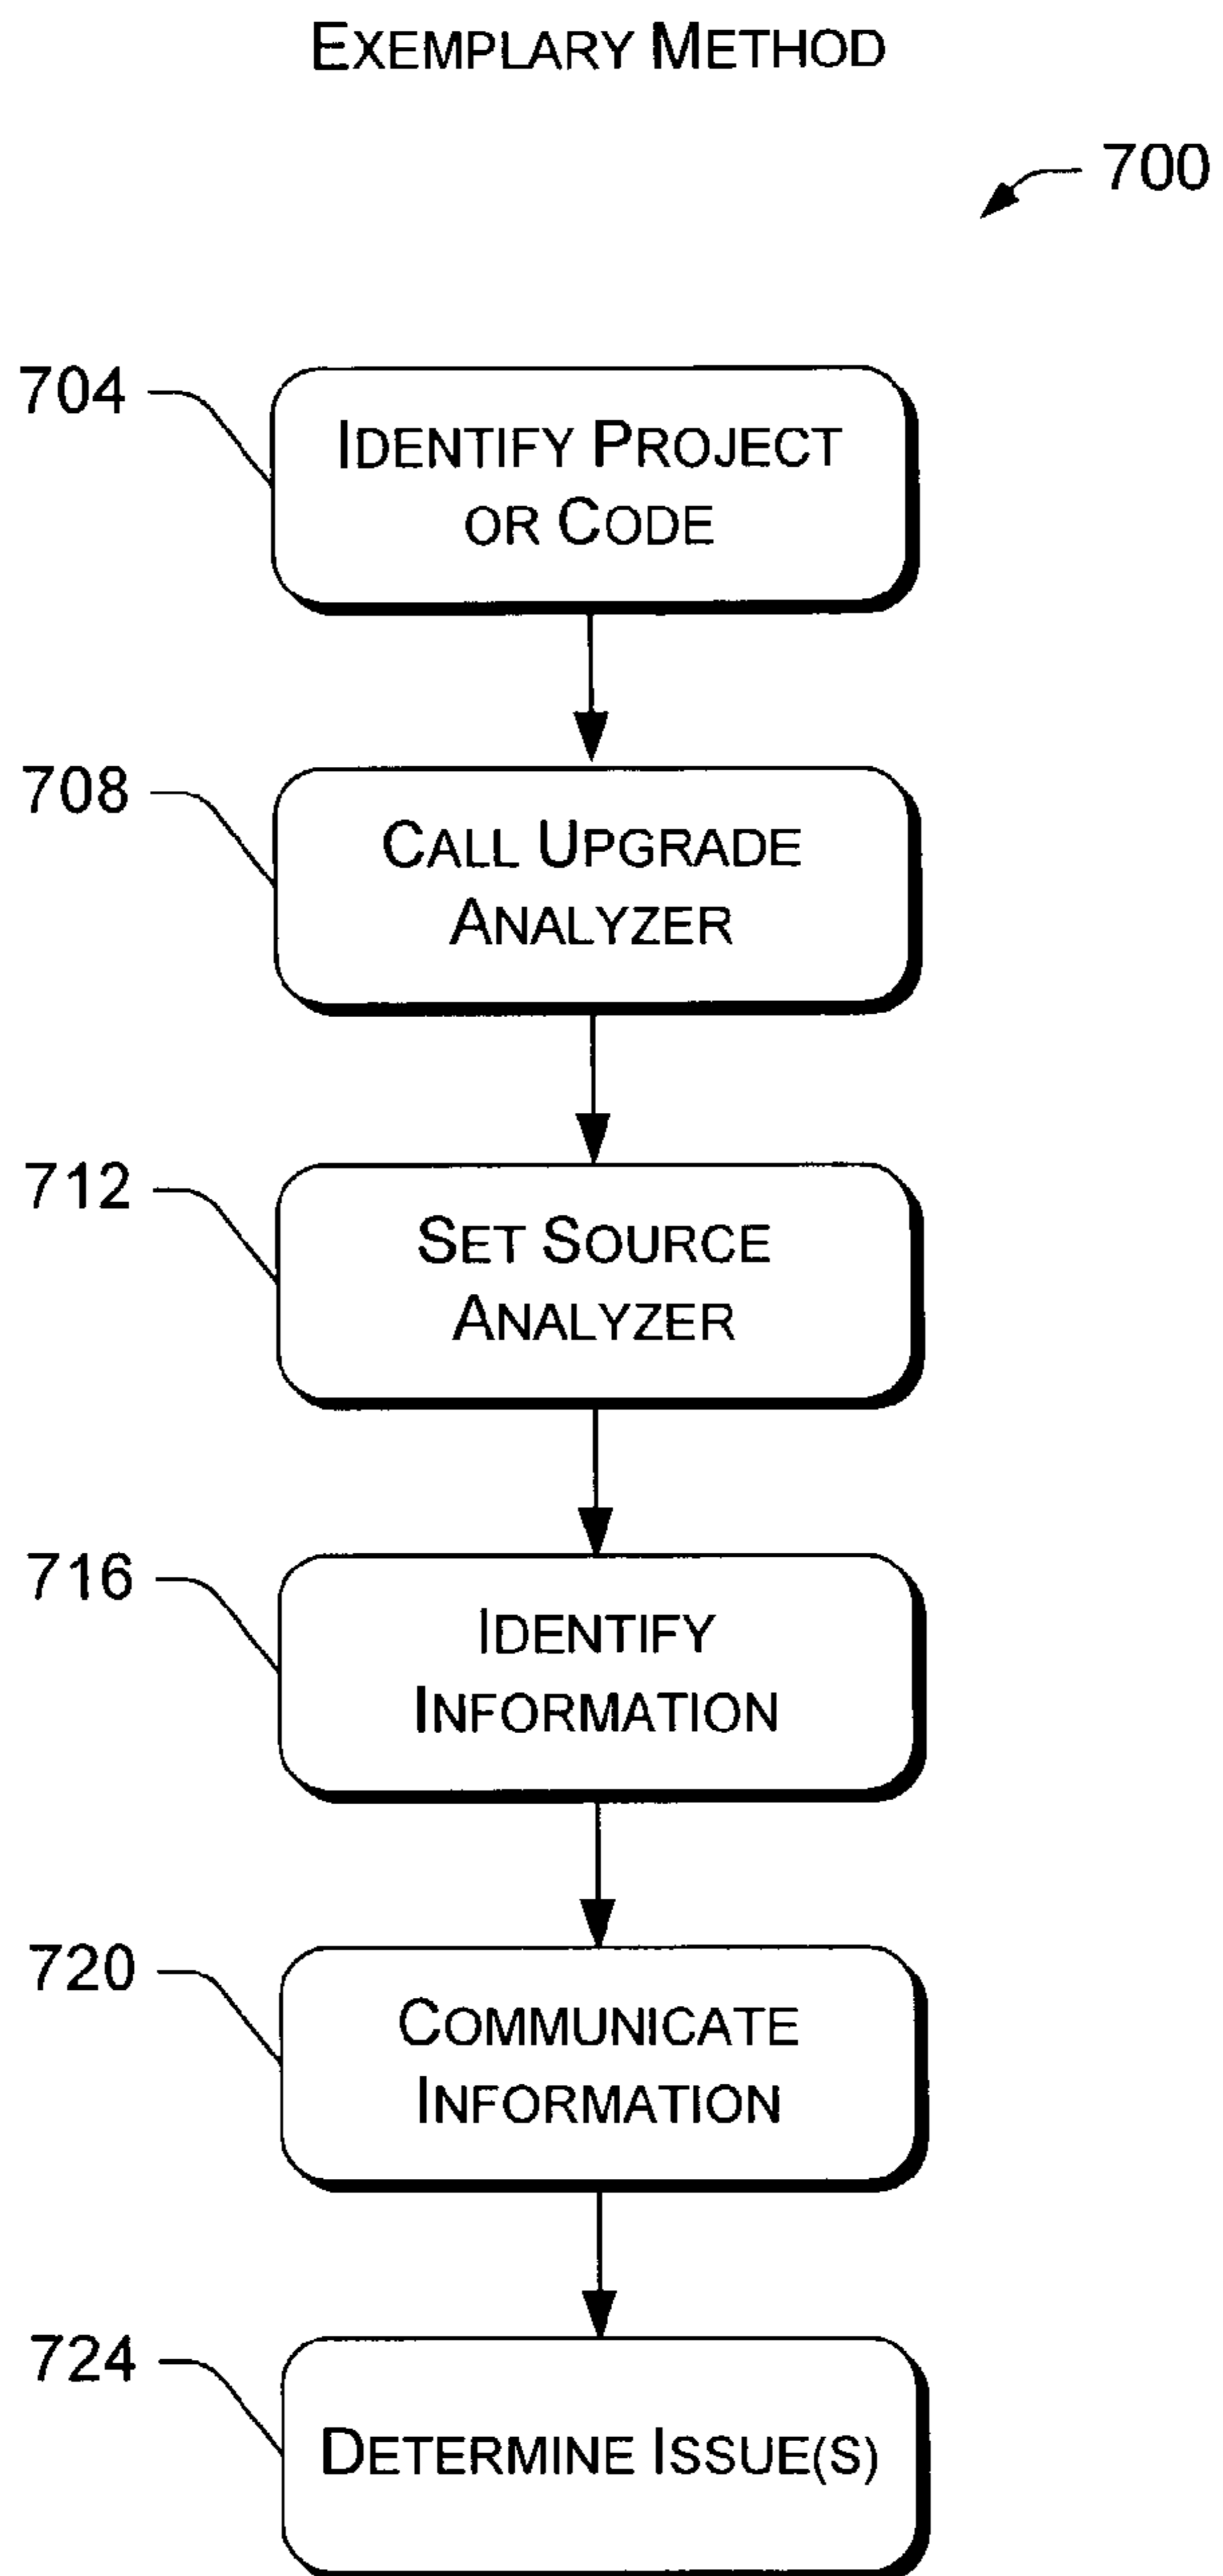 EXEMPLARY METHOD
700
704
IDENTIFY PROJECT
OR CODE
708
CALL UPGRADE
ANALYZER
712
SET SOURCE
ANALYZER
716
IDENTIFY
INFORMATION
720
COMMUNICATE
INFORMATION
724
DETERMINE ISSUE(S)